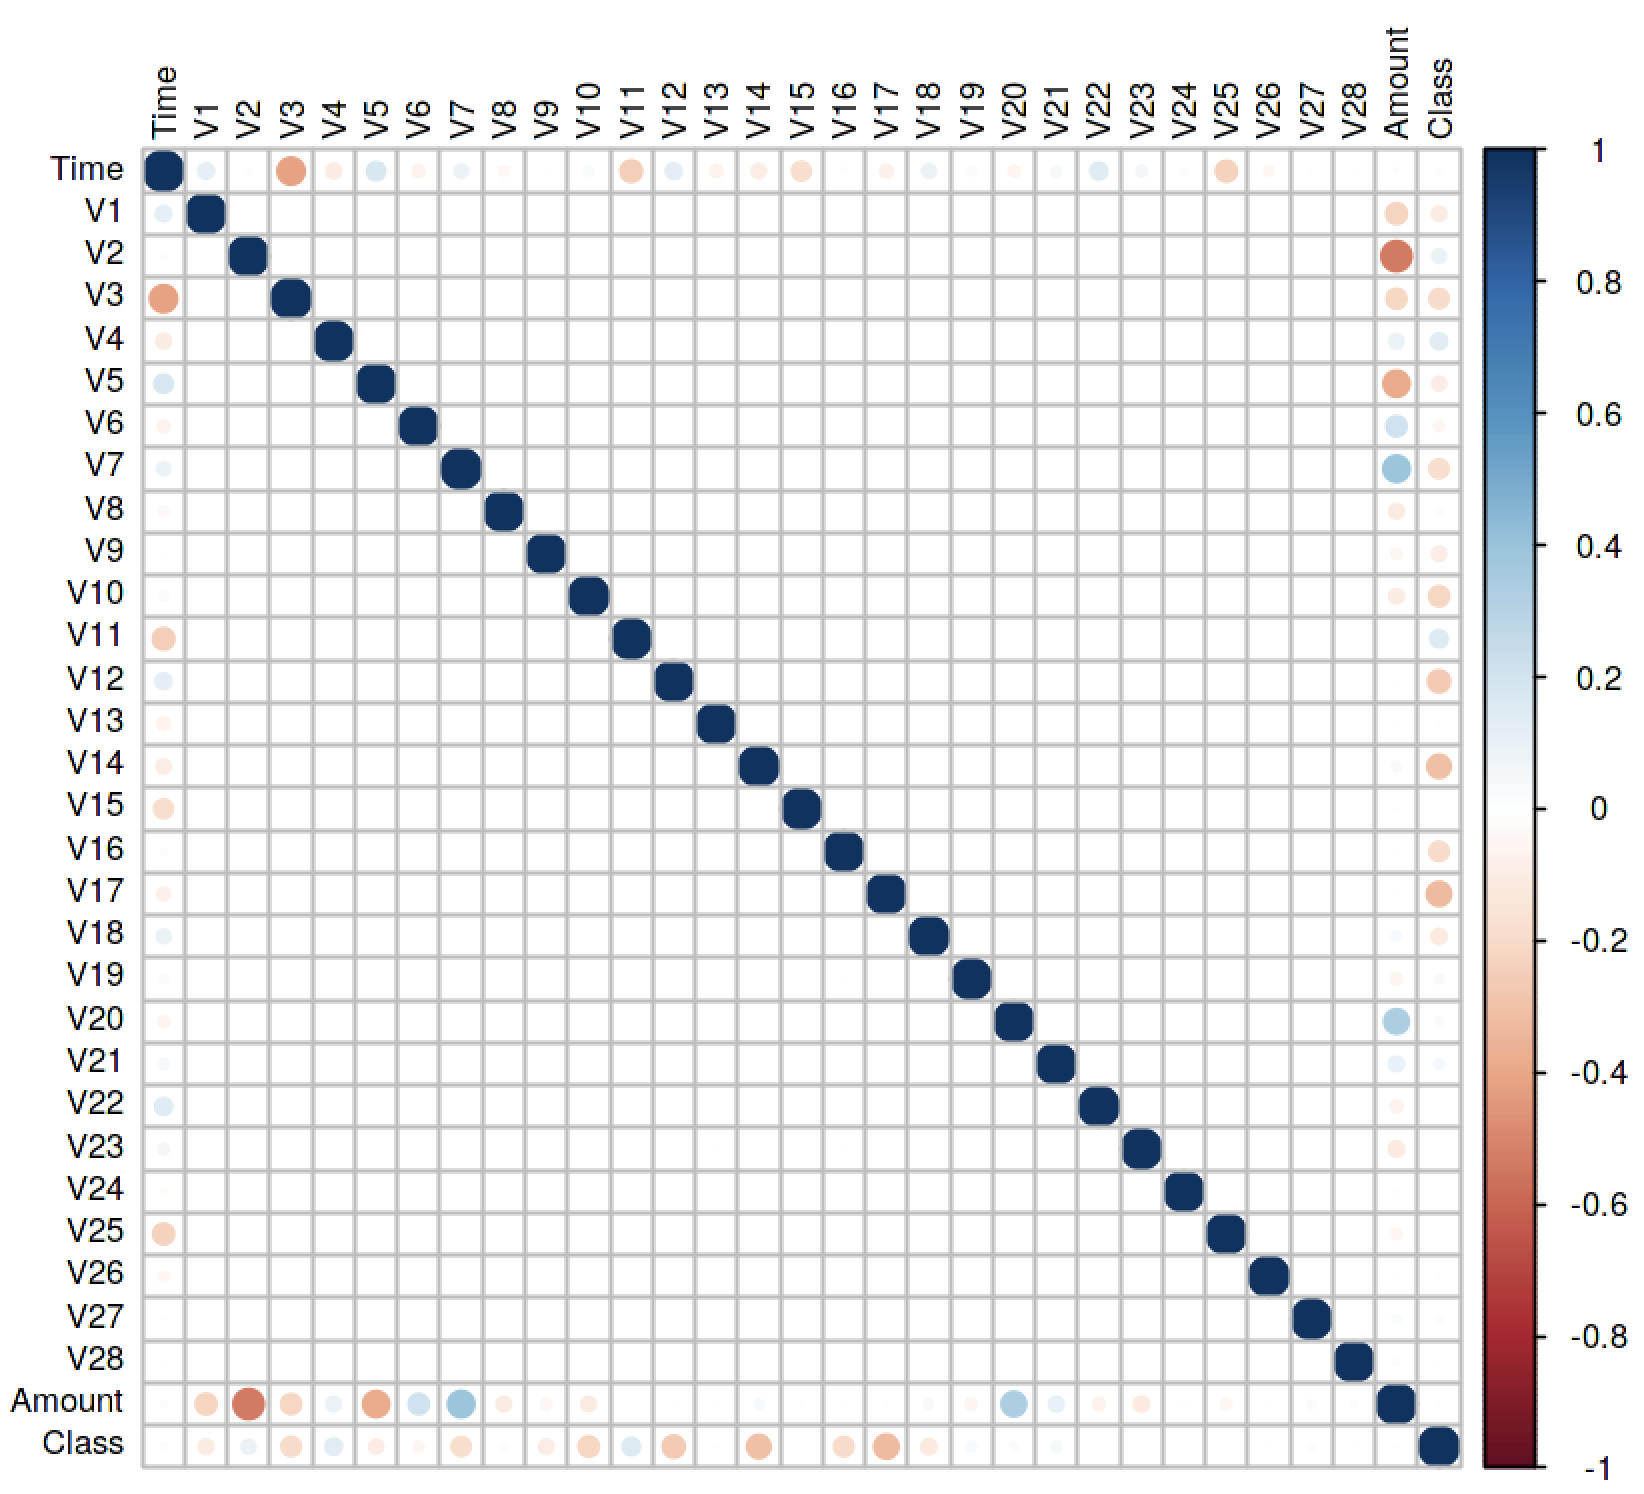 Time V1 V2 V3 V4 V5 V6 V7 V8 V9 V10 V11 V12 V13 V14 V15 V16 V17 V18 V19 V20 V21 V22 V23 V24 V25 V26 V27 V28 Amount Class
Time
V1
V2
V3
V4
V5
V6
V7
V8
V9
V10
V11
V12
V13
V14
V15
V16
V17
V18
V19
V20
V21
V22
V23
V24
V25
V26
V27
V28
Amount
Class
1
0.8
0.6
0.4
0.2
0
-0.2
-0.4
-0.6
-0.8
-1